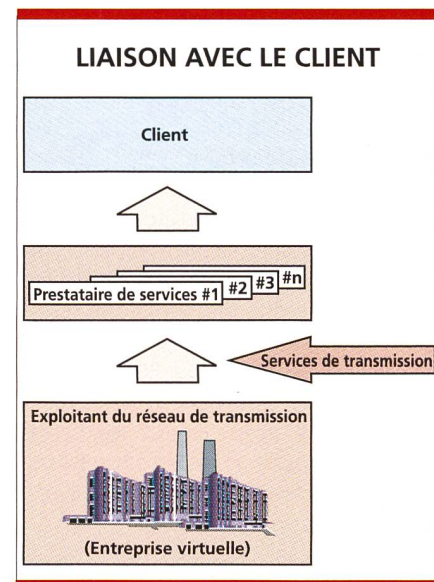 LIAISON AVEC LE CLIENT
Client
Prestataire de services #1
#2
#3
#n
Services de transmission
Exploitant du réseau de transmission
(Entreprise virtuelle)